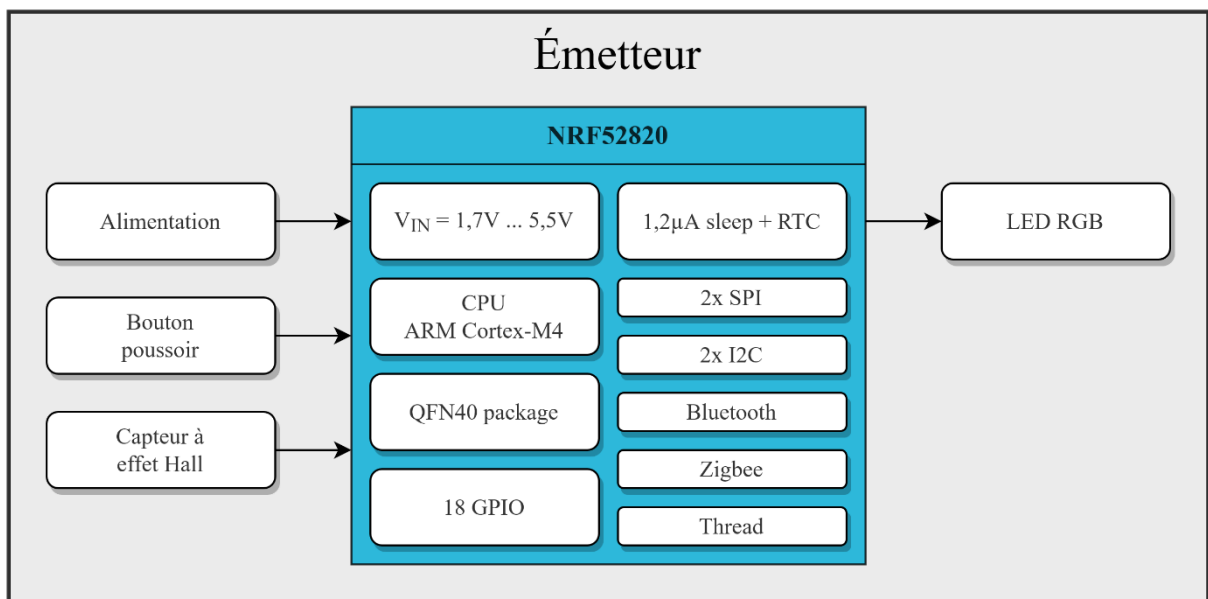 Émetteur
NRF52820
Alimentation
Bouton
poussoir
Capteur à
effet Hall
V_IN = 1,7V ... 5,5V
CPU
ARM Cortex-M4
QFN40 package
18 GPIO
1,2µA sleep + RTC
2x SPI
2x I2C
Bluetooth
Zigbee
Thread
LED RGB